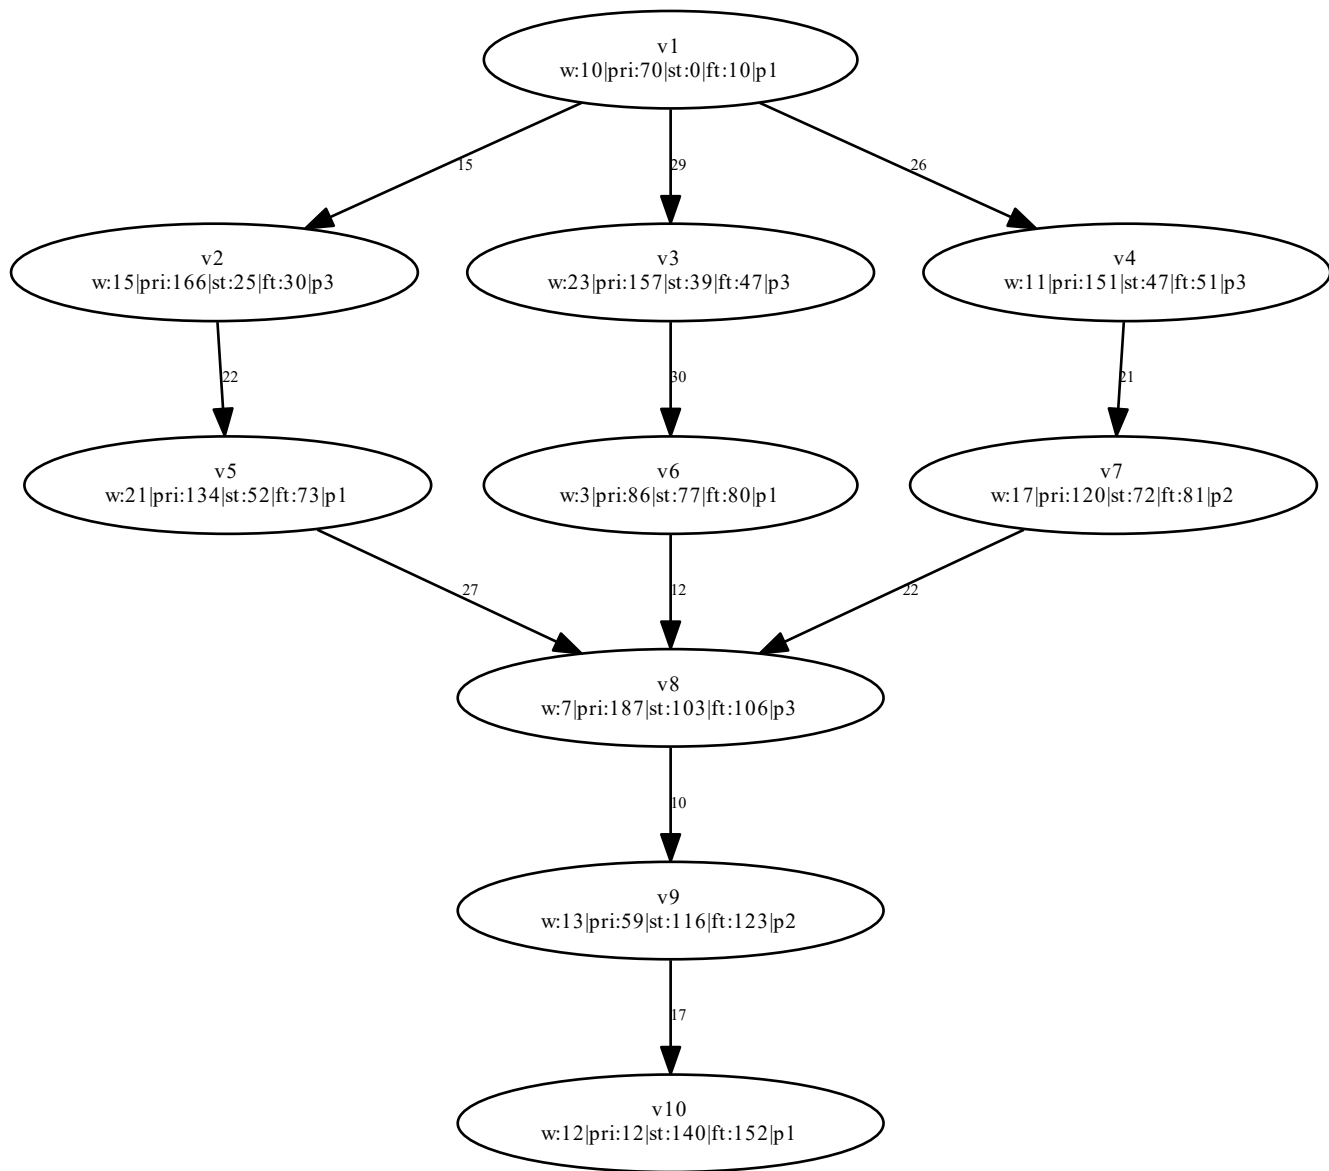 v1
w:10|pri:70|st:0|ft:10|p1
15
29
26
v2
w:15|pri:166|st:25|ft:30|p3
v3
w:23|pri:157|st:39|ft:47|p3
v4
w:11|pri:151|st:47|ft:51|p3
22
30
21
v5
w:21|pri:134|st:52|ft:73|p1
v6
w:3|pri:86|st:77|ft:80|p1
v7
w:17|pri:120|st:72|ft:81|p2
27
12
22
v8
w:7|pri:187|st:103|ft:106|p3
10
v9
w:13|pri:59|st:116|ft:123|p2
17
v10
w:12|pri:12|st:140|ft:152|p1